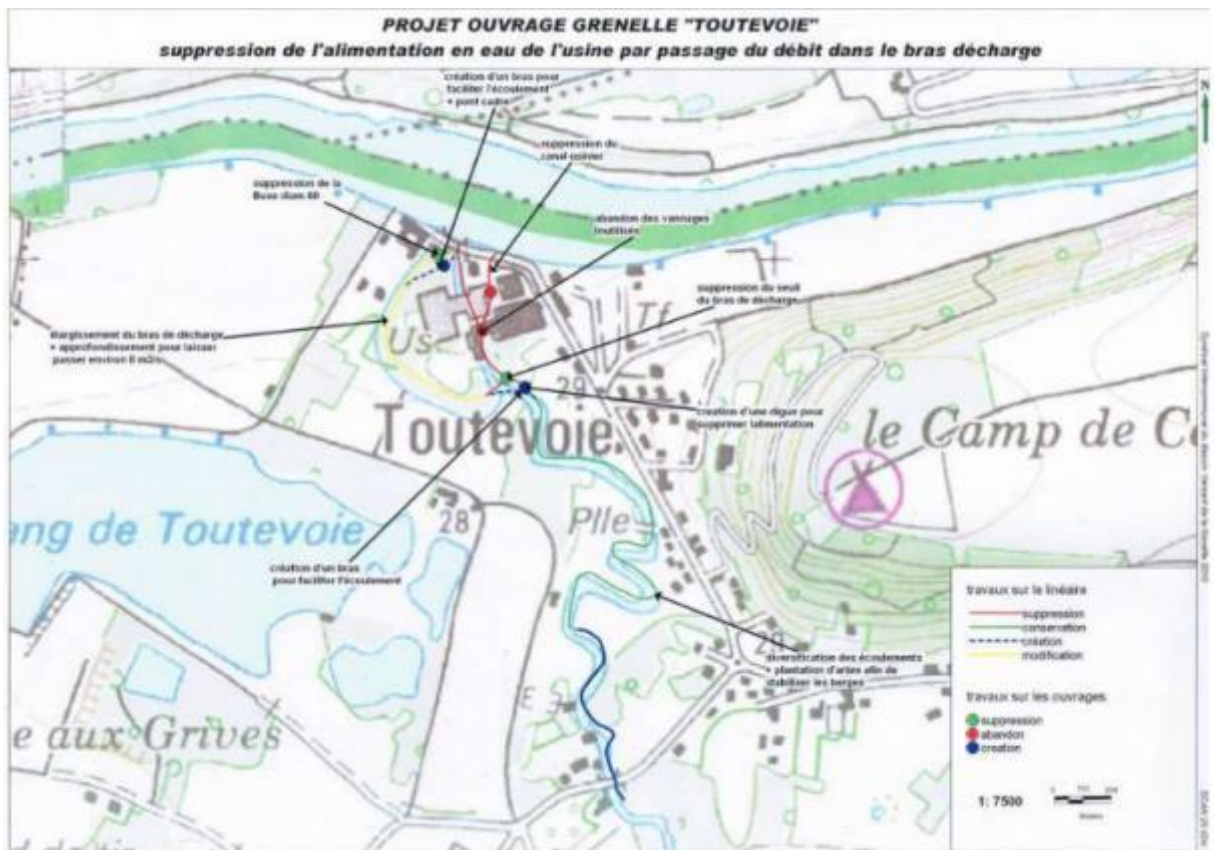 PROJET OUVRAGE GRENELLE "TOUTEVOIE"
suppression de l'alimentation en eau de l'usine par passage du débit dans le bras décharge
création d'un bras pour
faciliter l'écoulement
+ pont cadre
suppression du
canal usinier
suppression de la
Buse diam 60
abandon des vannages
inutilisés
suppression du seuil
du bras de décharge
élargissement du bras de décharge
+ approfondissement pour laisser
passer environ 8 m3/s
Us
Tf
29
création d'une digue pour
supprimer l'alimentation
Toutevoie
le Camp de C
28
ang de Toutevoie
Plle
création d'un bras
pour faciliter l'écoulement
diversification des écoulements
+ plantation d'arbres afin de
stabiliser les berges
e aux Grives
travaux sur le linéaire
suppression
conservation
création
modification
travaux sur les ouvrages
suppression
abandon
creation
1: 7500